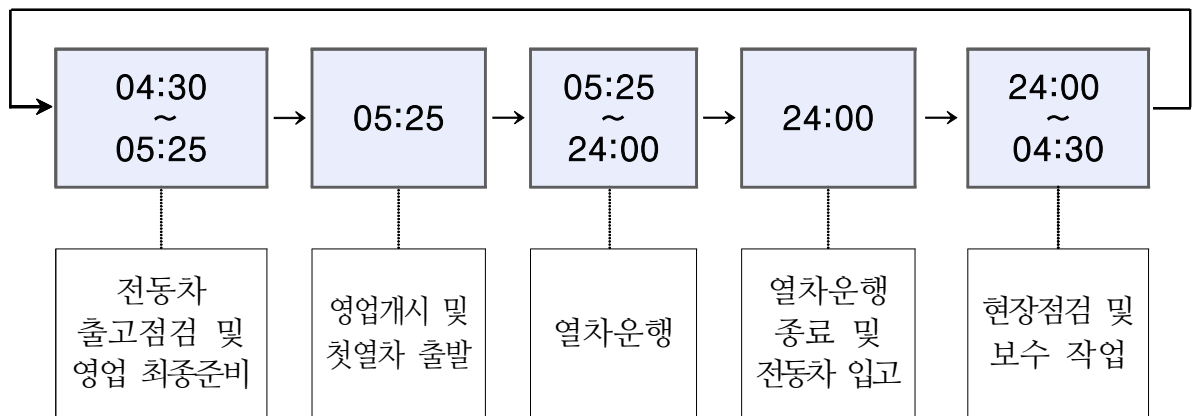 04:30
~
05:25
05:25
05:25
~
24:00
24:00
24:00
~
04:30
전동차
출고점검 및
영업 최종준비
영업개시 및
첫열차 출발
열차운행
열차운행
종료 및
전동차 입고
현장점검 및
보수 작업